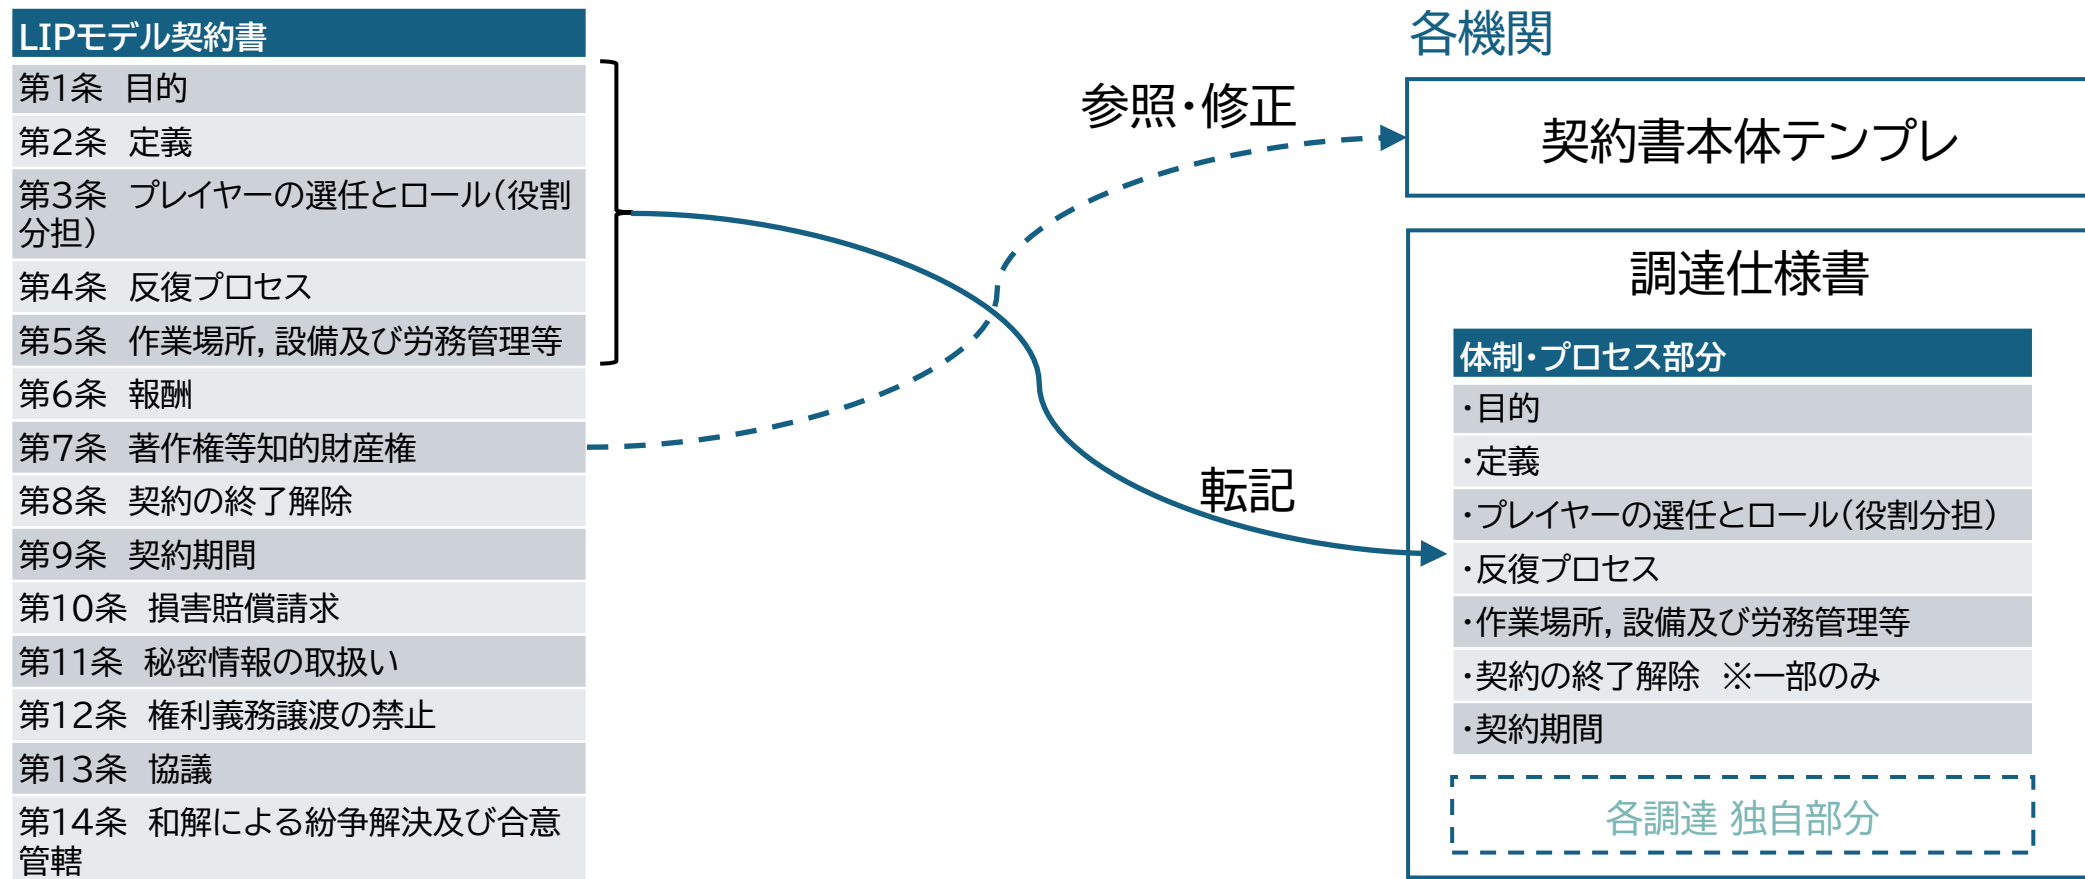 LIPモデル契約書
第1条　目的
第2条　定義
第3条　プレイヤーの選任とロール(役割
分担)
第4条　反復プロセス
第5条　作業場所, 設備及び労務管理等
第6条　報酬
第7条　著作権等知的財産権
第8条　契約の終了解除
第9条　契約期間
第10条　損害賠償請求
第11条　秘密情報の取扱い
第12条　権利義務譲渡の禁止
第13条　協議
第14条　和解による紛争解決及び合意
管轄
参照・修正
転記
各機関
契約書本体テンプレ
調達仕様書
体制・プロセス部分
・目的
・定義
・プレイヤーの選任とロール(役割分担)
・反復プロセス
・作業場所, 設備及び労務管理等
・契約の終了解除　※一部のみ
・契約期間
各調達 独自部分